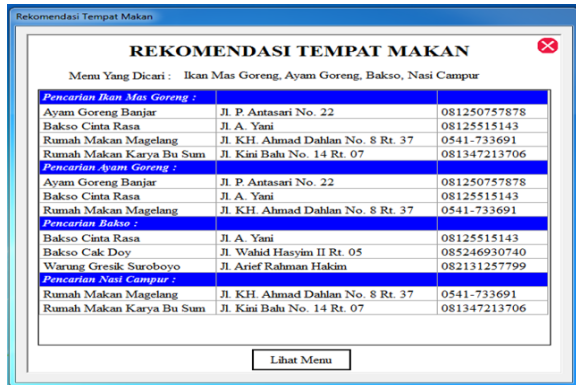 Rekomendasi Tempat Makan
REKOMENDASI TEMPAT MAKAN
Menu Yang Dicari : Ikan Mas Goreng, Ayam Goreng, Bakso, Nasi Campur
Pencarian Ikan Mas Goreng :
Ayam Goreng Banjar Jl. P. Antasari No. 22 081250757878
Bakso Cinta Rasa Jl. A. Yani 08125515143
Rumah Makan Magelang Jl. KH. Ahmad Dahlan No. 8 Rt. 37 0541-733691
Rumah Makan Karya Bu Sum Jl. Kini Balu No. 14 Rt. 07 081347213706
Pencarian Ayam Goreng :
Ayam Goreng Banjar Jl. P. Antasari No. 22 081250757878
Bakso Cinta Rasa Jl. A. Yani 08125515143
Rumah Makan Magelang Jl. KH. Ahmad Dahlan No. 8 Rt. 37 0541-733691
Pencarian Bakso :
Bakso Cinta Rasa Jl. A. Yani 08125515143
Bakso Cak Doy Jl. Wahid Hasyim II Rt. 05 085246930740
Warung Gresik Suroboyo Jl. Arief Rahman Hakim 082131257799
Pencarian Nasi Campur :
Rumah Makan Magelang Jl. KH. Ahmad Dahlan No. 8 Rt. 37 0541-733691
Rumah Makan Karya Bu Sum Jl. Kini Balu No. 14 Rt. 07 081347213706
Lihat Menu